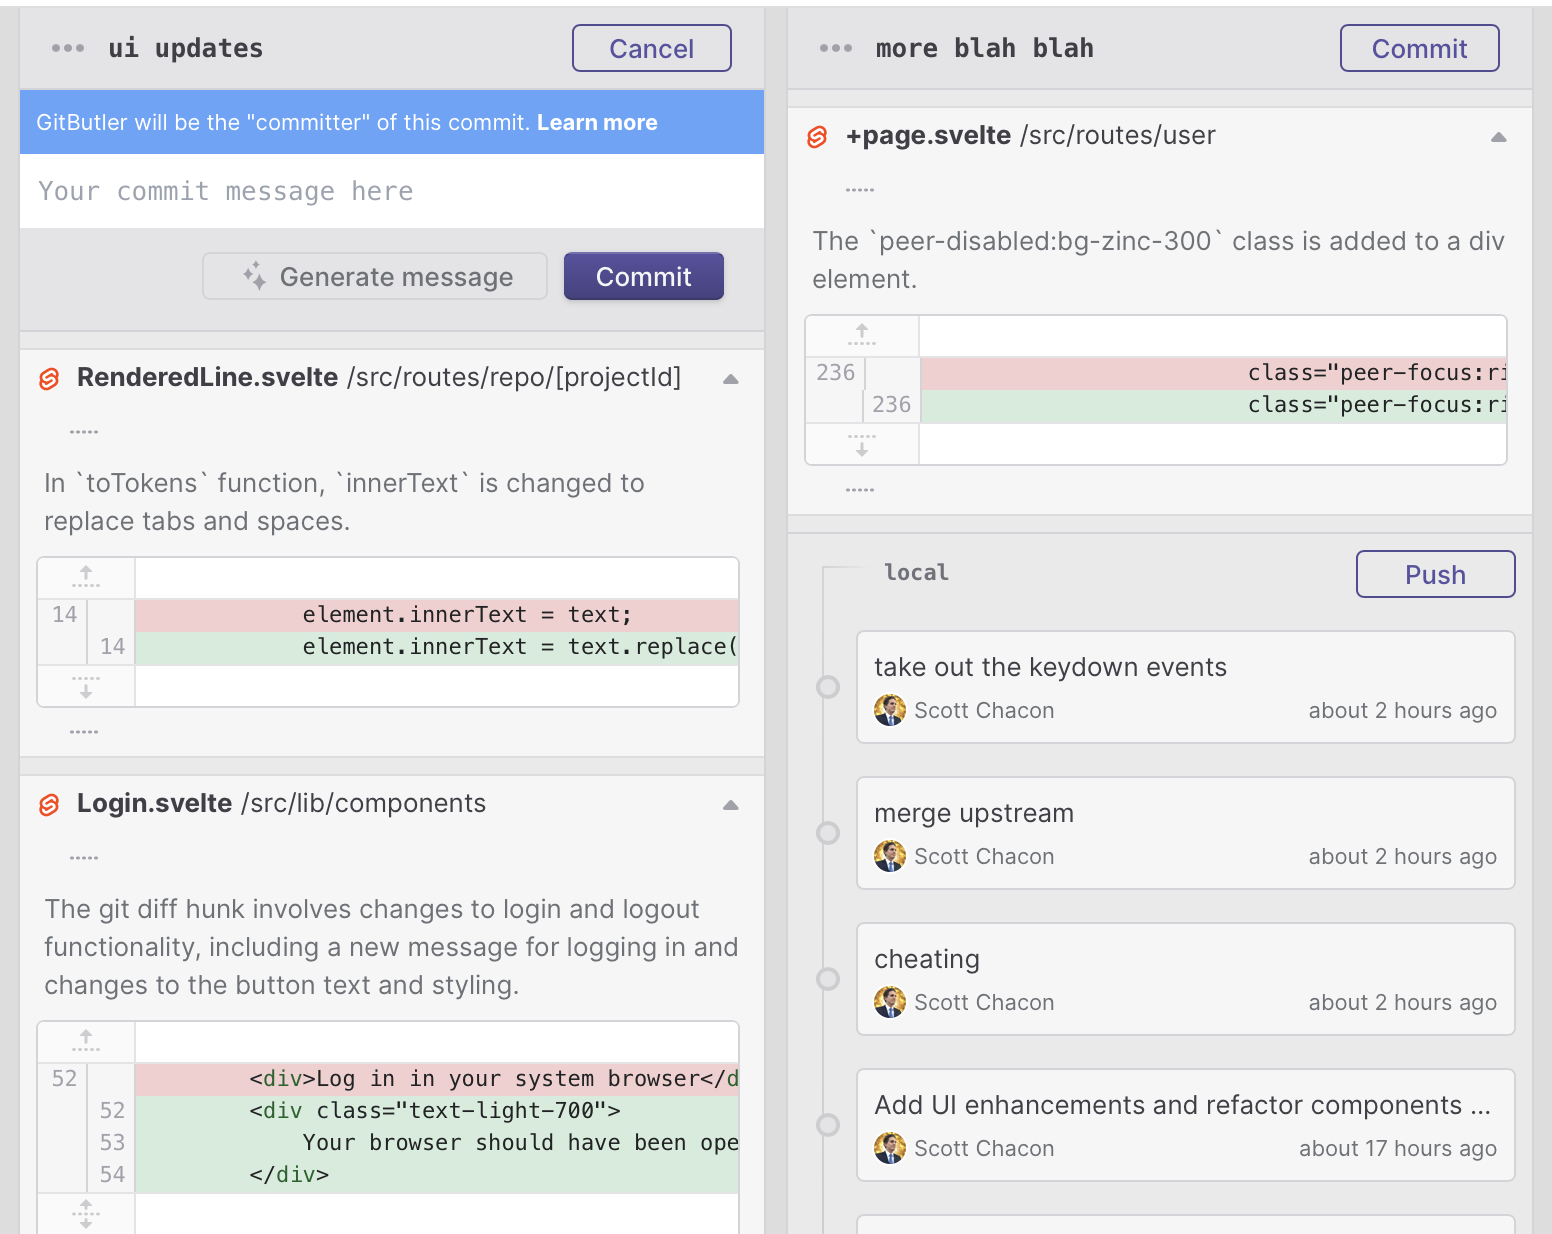 ui updates
Cancel
GitButler will be the "committer" of this commit. Learn more
Your commit message here
Generate message
Commit
RenderedLine.svelte /src/routes/repo/[projectId]
In `toTokens` function, `innerText` is changed to
replace tabs and spaces.
14 element.innerText = text;
14 element.innerText = text.replace(
Login.svelte /src/lib/components
The git diff hunk involves changes to login and logout
functionality, including a new message for logging in and
changes to the button text and styling.
52 <div>Log in in your system browser</d
52 <div class="text-light-700">
53 Your browser should have been ope
54 </div>
more blah blah
Commit
+page.svelte /src/routes/user
The `peer-disabled:bg-zinc-300` class is added to a div
element.
236 class="peer-focus:ri
236 class="peer-focus:ri
local
Push
take out the keydown events
Scott Chacon about 2 hours ago
merge upstream
Scott Chacon about 2 hours ago
cheating
Scott Chacon about 2 hours ago
Add UI enhancements and refactor components ...
Scott Chacon about 17 hours ago